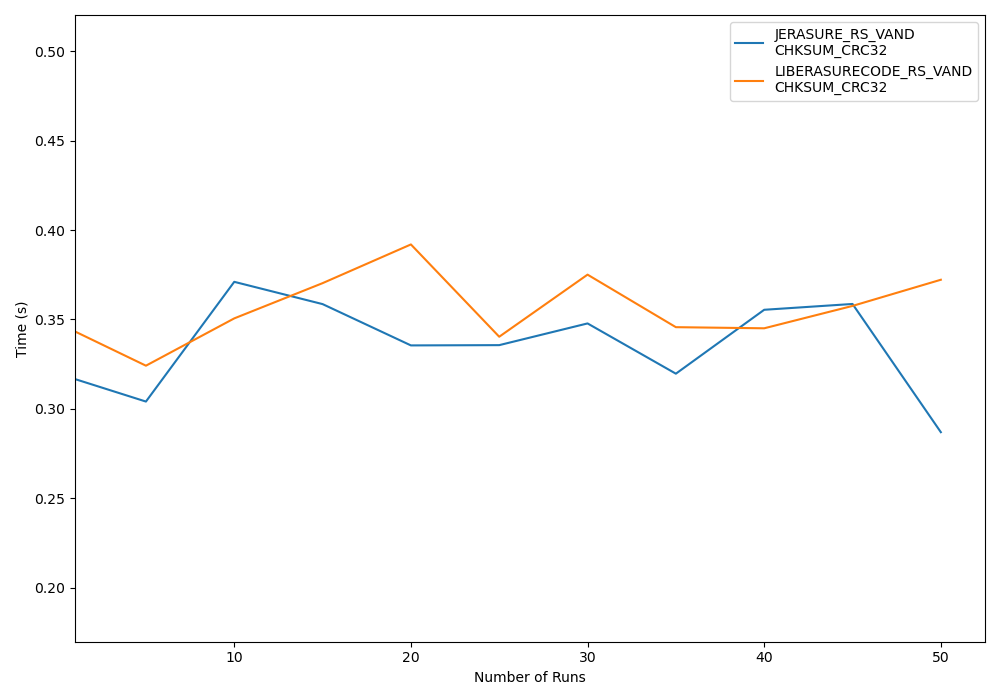 JERASURE_RS_VAND
CHKSUM_CRC32
LIBERASURECODE_RS_VAND
CHKSUM_CRC32
0.50
0.45
0.40
0.35
0.30
0.25
0.20
Time (s)
10 20 30 40 50
Number of Runs